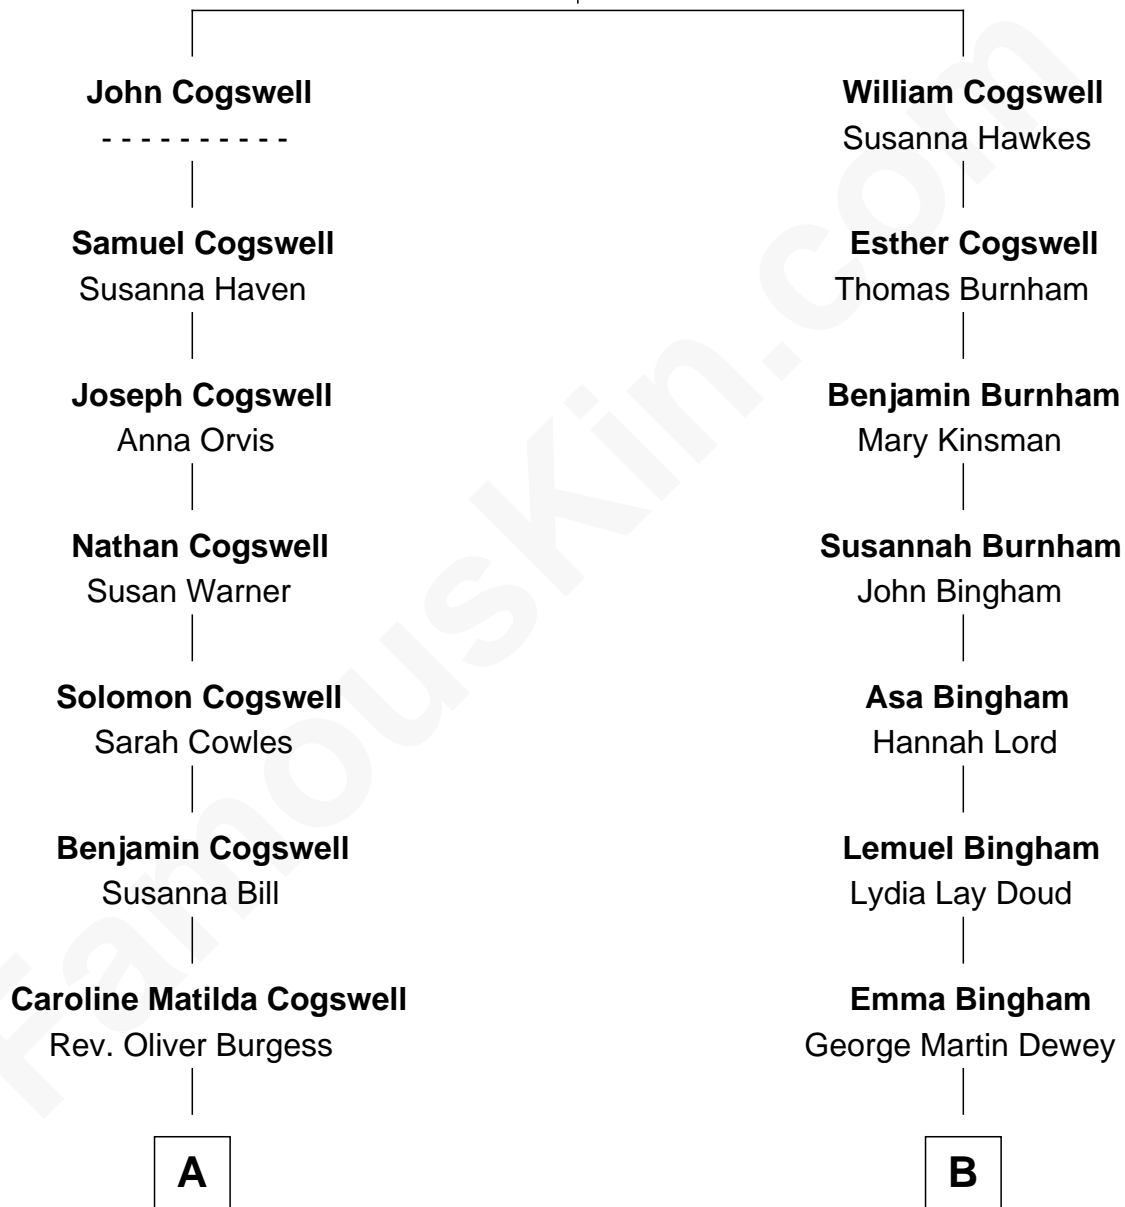 John Cogswell
- - - - - - - - - -
Samuel Cogswell
Susanna Haven
Joseph Cogswell
Anna Orvis
Nathan Cogswell
Susan Warner
Solomon Cogswell
Sarah Cowles
Benjamin Cogswell
Susanna Bill
Caroline Matilda Cogswell
Rev. Oliver Burgess
A
William Cogswell
Susanna Hawkes
Esther Cogswell
Thomas Burnham
Benjamin Burnham
Mary Kinsman
Susannah Burnham
John Bingham
Asa Bingham
Hannah Lord
Lemuel Bingham
Lydia Lay Doud
Emma Bingham
George Martin Dewey
B
FamousKin.com